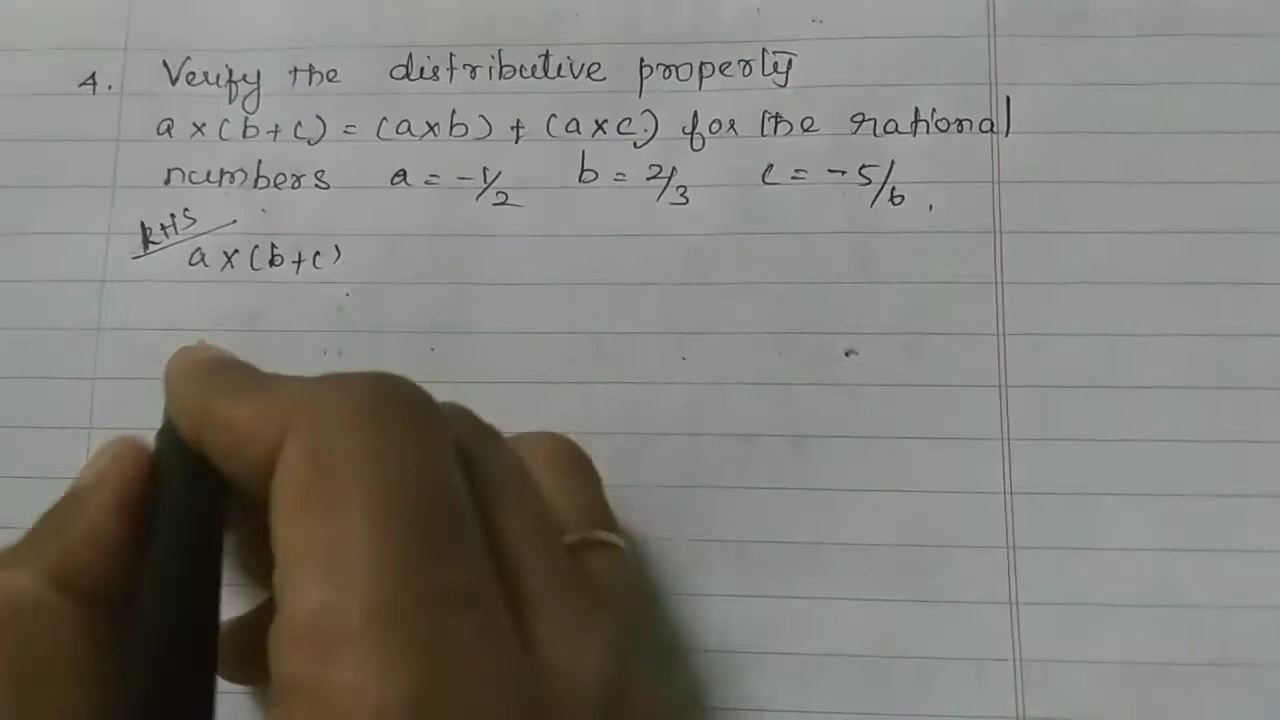 4. Verify the distributive property
a × (b+c) = (a×b) + (a×c) for the rational
numbers a = -1/2 b = 2/3 c = -5/6.
RHS
a × (b+c)